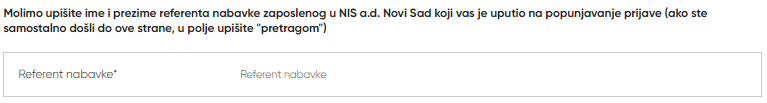 Molimo upišite ime i prezime referenta nabavke zaposlenog u NIS a.d. Novi Sad koji vas je uputio na popunjavanje prijave (ako ste
samostalno došli do ove strane, u polje upišite "pretragom")
Referent nabavke* Referent nabavke